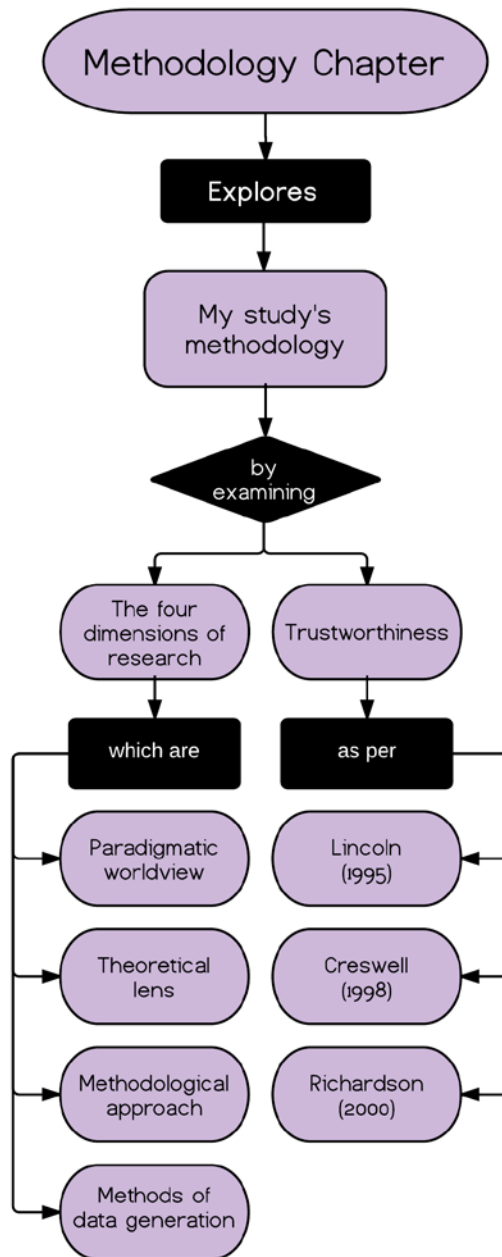 Methodology Chapter
Explores
My study's
methodology
by
examining
The four
dimensions of
research
Trustworthiness
which are
as per
Paradigmatic
worldview
Lincoln
(1995)
Theoretical
lens
Creswell
(1998)
Methodological
approach
Richardson
(2000)
Methods of
data generation